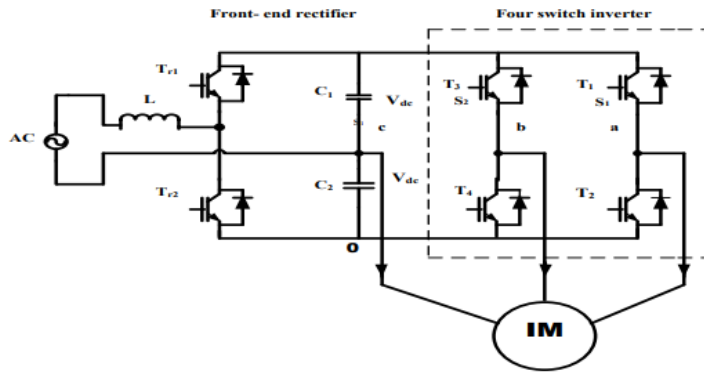 Front- end rectifier
Four switch inverter
Tr1
L
C1
Vdc
T3
S2
T1
S1
AC
S1
c
b
a
Tr2
C2
Vdc
T4
T2
O
IM